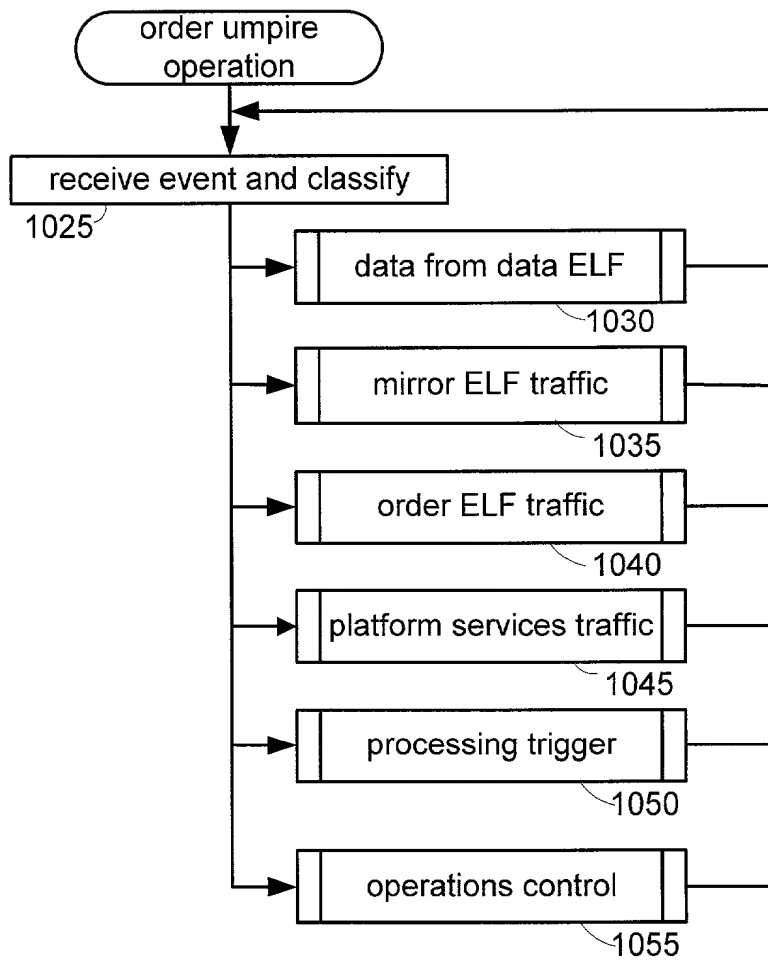 order umpire
operation
receive event and classify
1025
data from data ELF
1030
mirror ELF traffic
1035
order ELF traffic
1040
platform services traffic
1045
processing trigger
1050
operations control
1055